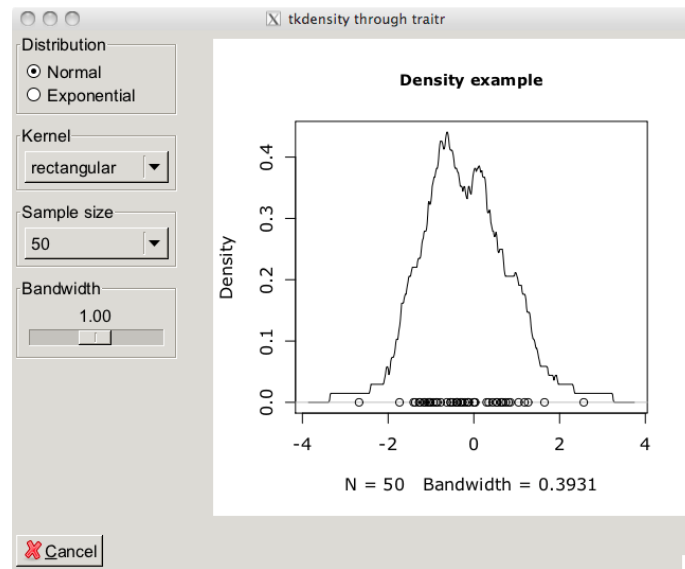 tkdensity through traitr
Distribution
Normal
Exponential
Kernel
rectangular
Sample size
50
Bandwidth
1.00
Cancel
Density example
Density
0.4
0.3
0.2
0.1
0.0
-4 -2 0 2 4
N = 50 Bandwidth = 0.3931